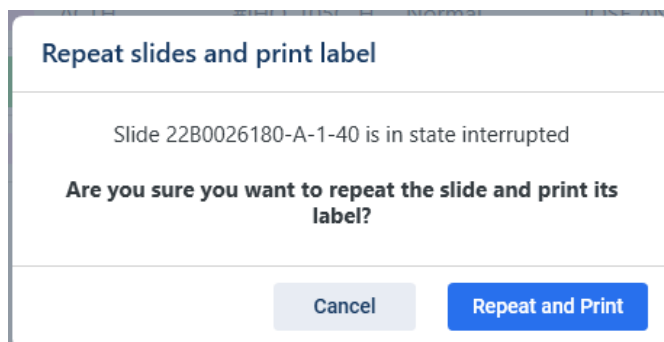 Repeat slides and print label
Slide 22B0026180-A-1-40 is in state interrupted
Are you sure you want to repeat the slide and print its
label?
Cancel
Repeat and Print